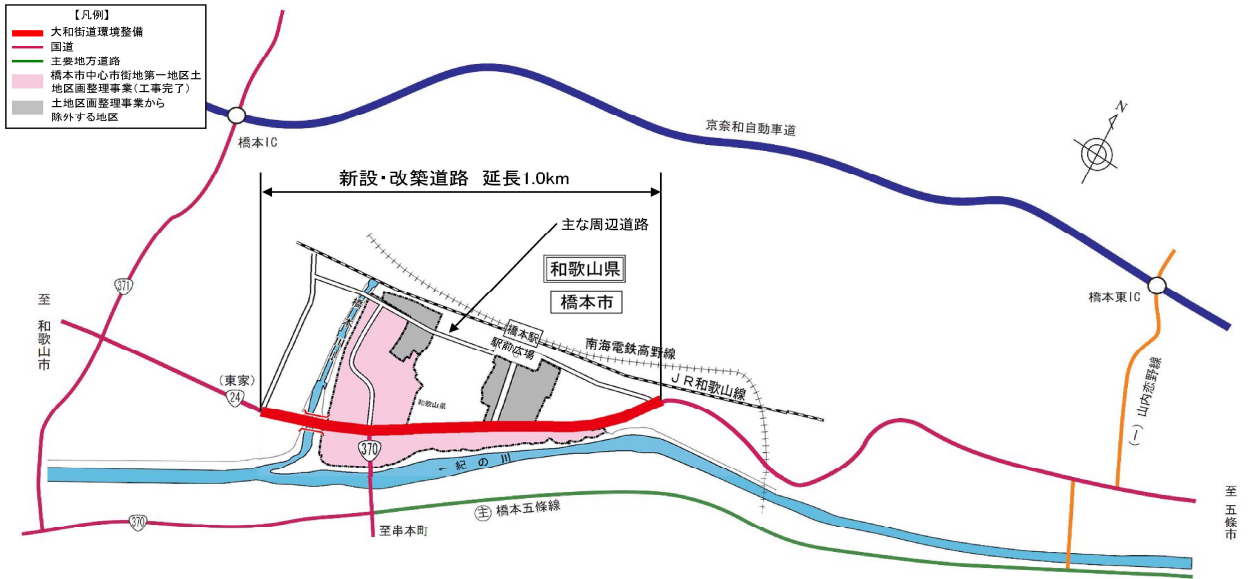 【凡例】
大和街道環境整備
国道
主要地方道路
橋本市中心市街地第一地区土
地区画整理事業(工事完了)
土地区画整理事業から
除外する地区
橋本IC
京奈和自動車道
N
新設・改築道路 延長1.0km
主な周辺道路
和歌山県
橋本市
371
至 和歌山市
橋本川
橋本駅
駅前広場
南海電鉄高野線
JR和歌山線
橋本東IC
(一)山内恋野線
(東家)
24
和歌山県
370
←紀の川
370
主 橋本五條線
至串本町
至 五條市